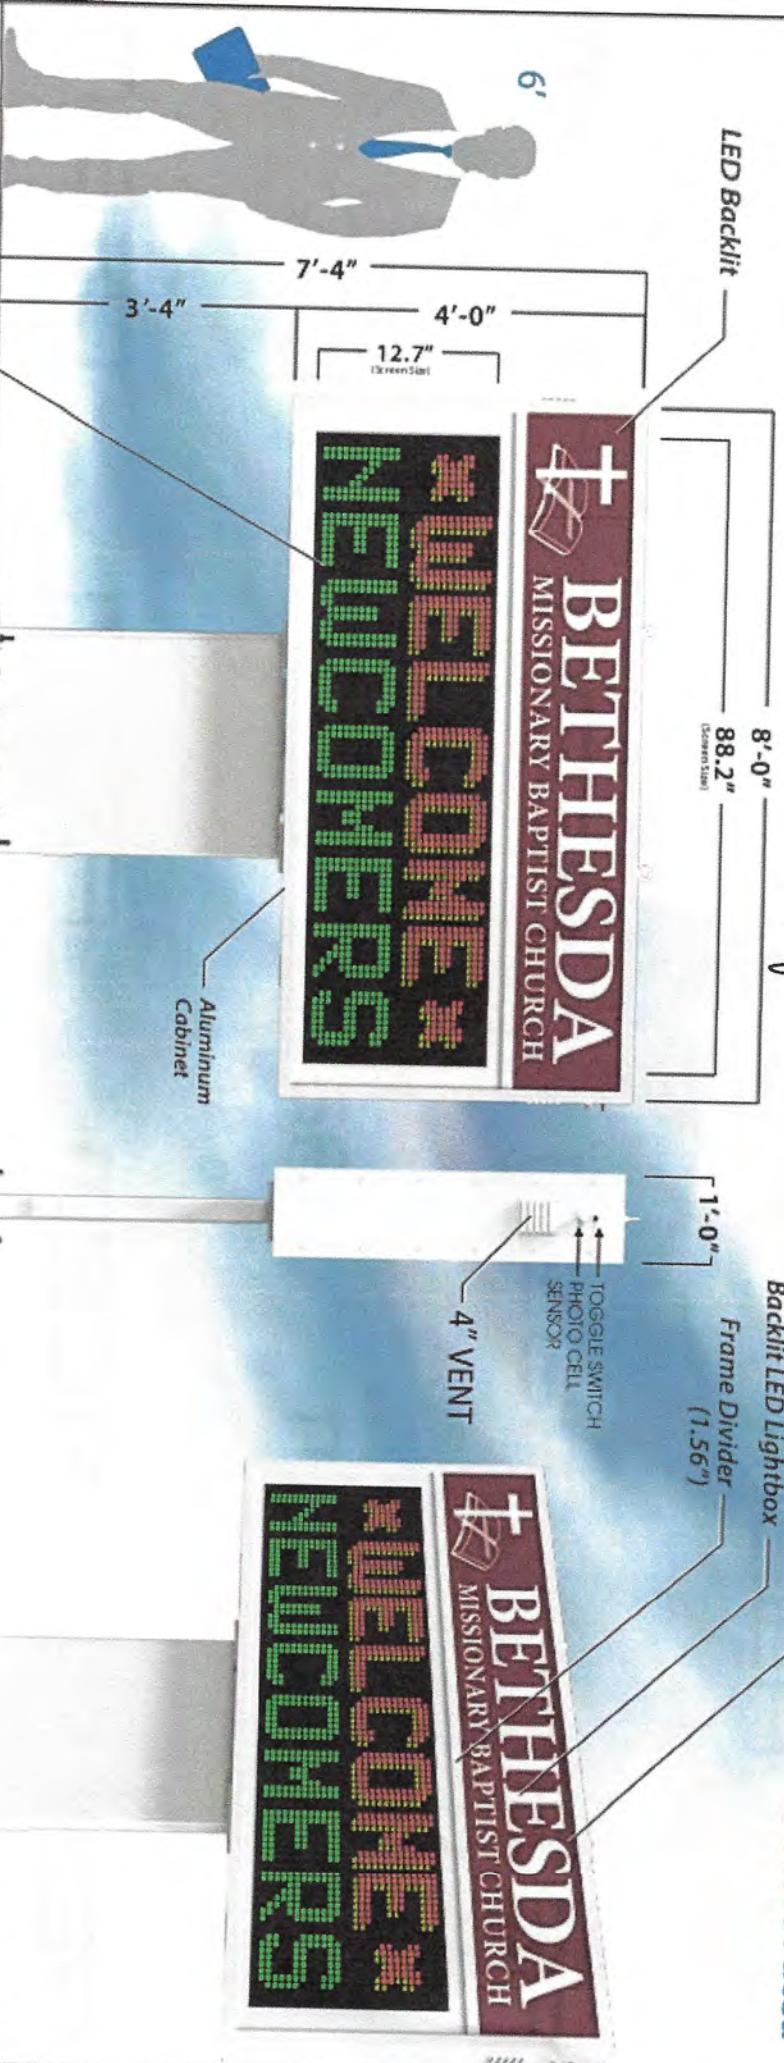 6'
LED Backlit
7'-4"
3'-4"
4'-0"
12.7"
(Screen Size)
8'-0"
88.2"
(Screen Size)
BETHESDA
MISSIONARY BAPTIST CHURCH
WELCOME
NEWCOMERS
Aluminum
Cabinet
1'-0"
TOGGLE SWITCH
PHOTO CELL
SENSOR
4" VENT
Backlit LED Lightbox
Frame Divider
(1.56")
BETHESDA
MISSIONARY BAPTIST CHURCH
WELCOME
NEWCOMERS